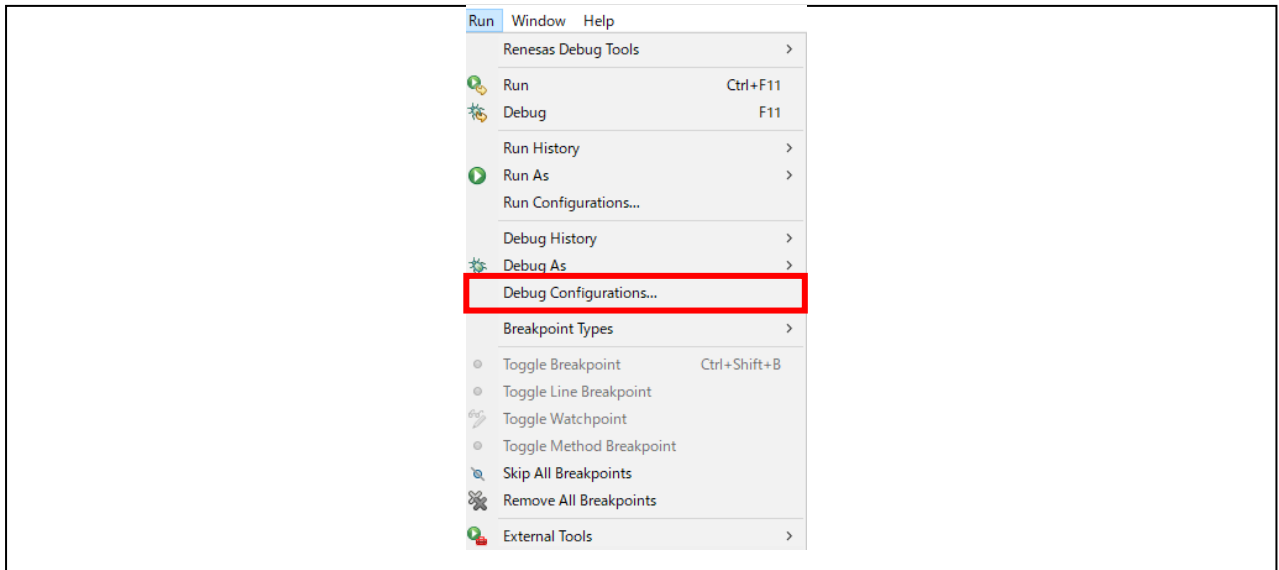 Run Window Help
Renesas Debug Tools >
Run Ctrl+F11
Debug F11
Run History >
Run As >
Run Configurations...
Debug History >
Debug As >
Debug Configurations...
Breakpoint Types >
Toggle Breakpoint Ctrl+Shift+B
Toggle Line Breakpoint
Toggle Watchpoint
Toggle Method Breakpoint
Skip All Breakpoints
Remove All Breakpoints
External Tools >